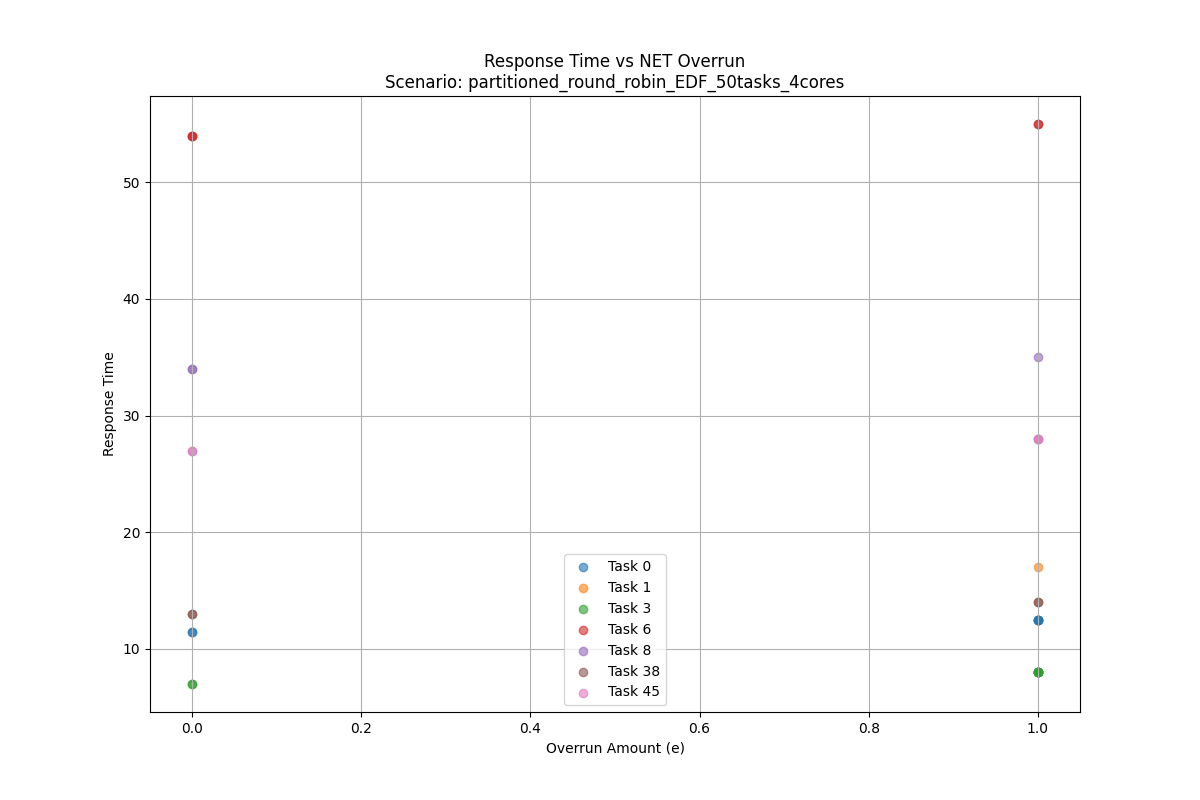 Response Time vs NET Overrun
Scenario: partitioned_round_robin_EDF_50tasks_4cores
50
40
30
20
10
Response Time
Task 0
Task 1
Task 3
Task 6
Task 8
Task 38
Task 45
0.0 0.2 0.4 0.6 0.8 1.0
Overrun Amount (e)